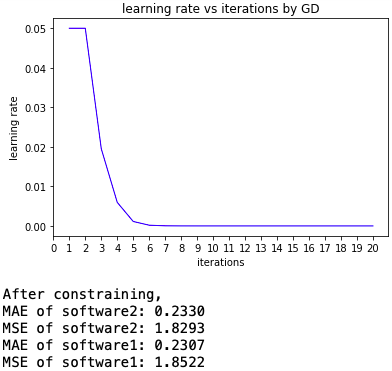 learning rate vs iterations by GD
0.05
0.04
0.03
0.02
0.01
0.00
learning rate
0 1 2 3 4 5 6 7 8 9 10 11 12 13 14 15 16 17 18 19 20
iterations
After constraining,
MAE of software2: 0.2330
MSE of software2: 1.8293
MAE of software1: 0.2307
MSE of software1: 1.8522